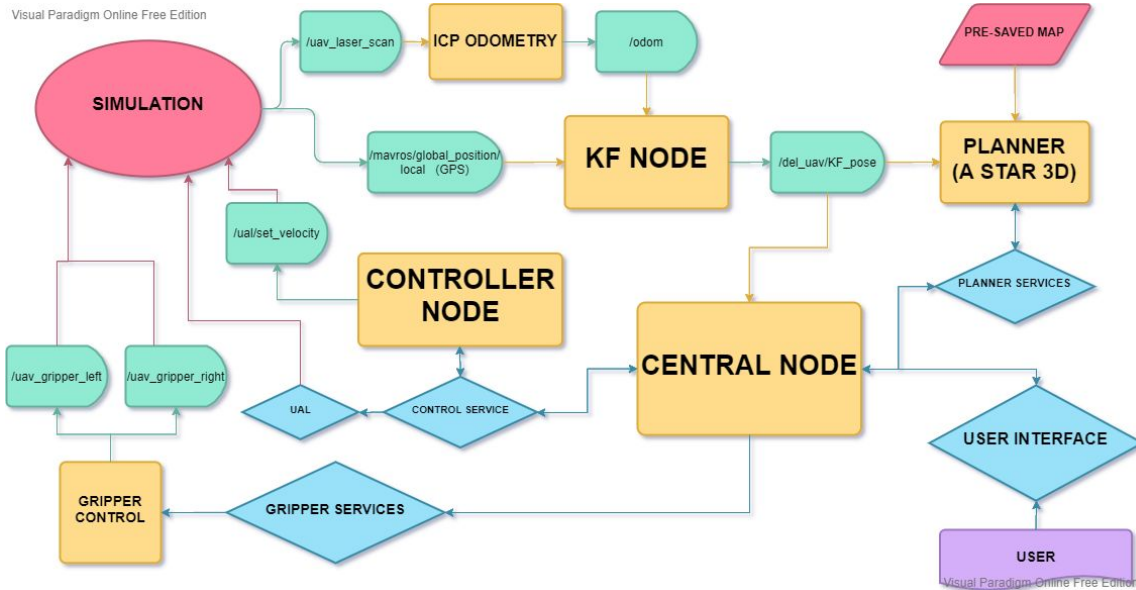 Visual Paradigm Online Free Edition
/uav_laser_scan
ICP ODOMETRY
/odom
PRE-SAVED MAP
SIMULATION
/mavros/global_position/
local (GPS)
KF NODE
/del_uav/KF_pose
PLANNER
(A STAR 3D)
/ual/set_velocity
CONTROLLER
NODE
PLANNER SERVICES
/uav_gripper_left
/uav_gripper_right
CENTRAL NODE
UAL
CONTROL SERVICE
USER INTERFACE
GRIPPER
CONTROL
GRIPPER SERVICES
USER
Visual Paradigm Online Free Edition